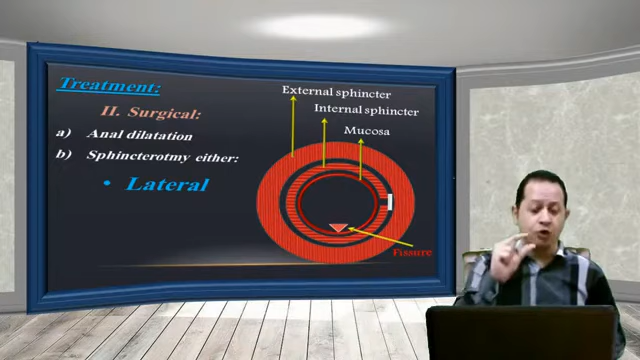 Treatment:
II. Surgical:
a) Anal dilatation
b) Sphincterotmy either:
• Lateral
External sphincter
Internal sphincter
Mucosa
Fissure